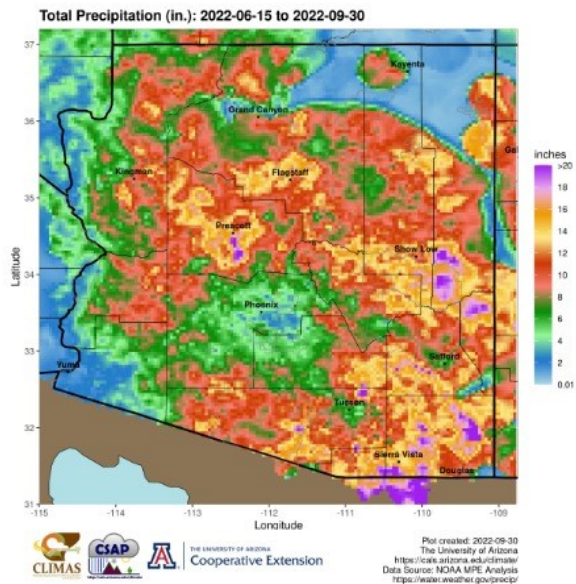 Total Precipitation (in.): 2022-06-15 to 2022-09-30
37
36
35
34
33
32
31
Latitude
Kayenta
Grand Canyon
Kingman
Flagstaff
Prescott
Show Low
Phoenix
Safford
Yuma
Tucson
Sierra Vista
Douglas
-115
-114
-113
-112
-111
-110
-109
Longitude
inches
>20
18
16
14
12
10
8
6
4
2
0.01
CLIMAS
CSAP
A
THE UNIVERSITY OF ARIZONA
Cooperative Extension
Plot created: 2022-09-30
The University of Arizona
https://cals.arizona.edu/climate/
Data Source: NOAA MPE Analysis
https://water.weather.gov/precip/